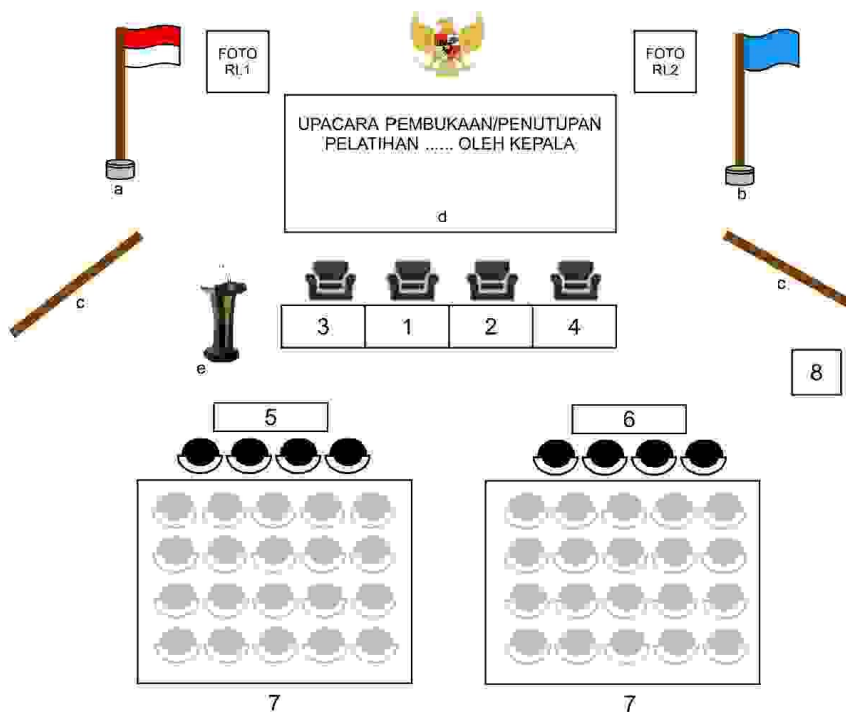 FOTO
RI.1
FOTO
RI.2
UPACARA PEMBUKAAN/PENUTUPAN
PELATIHAN ...... OLEH KEPALA
d
a
b
c
c
e
3 1 2 4
8
5
6
7
7